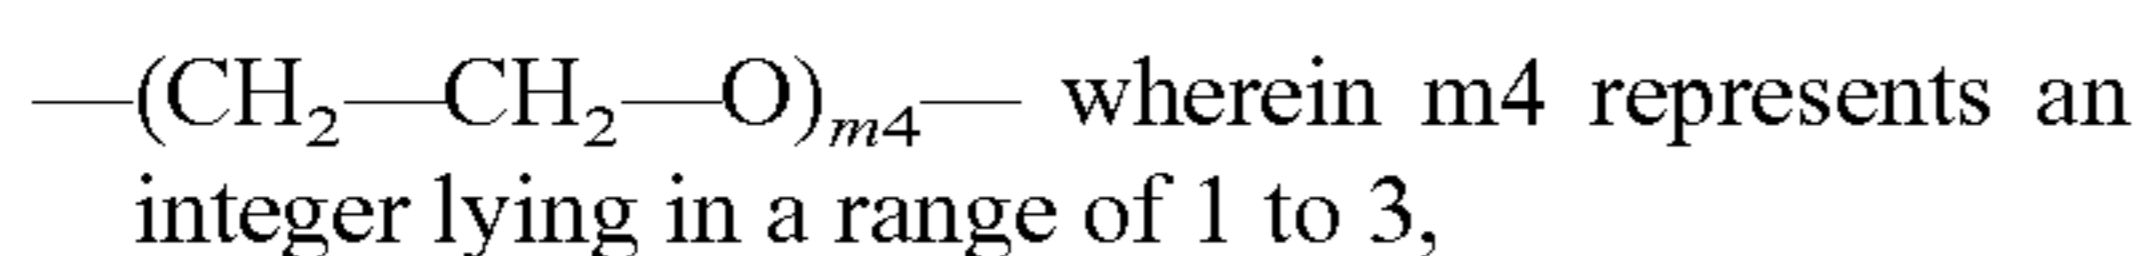 —(CH₂—CH₂—O)ₘ₄— wherein m4 represents an
integer lying in a range of 1 to 3,